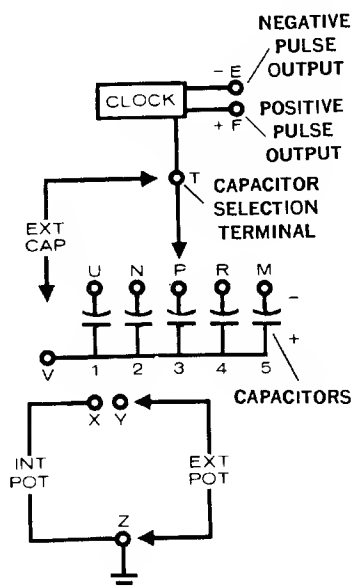 NEGATIVE
PULSE
OUTPUT
– E
CLOCK
+ F
POSITIVE
PULSE
OUTPUT
T
CAPACITOR
SELECTION
TERMINAL
EXT
CAP
U N P R M
–
+
V
1 2 3 4 5
CAPACITORS
X Y
INT
POT
EXT
POT
Z